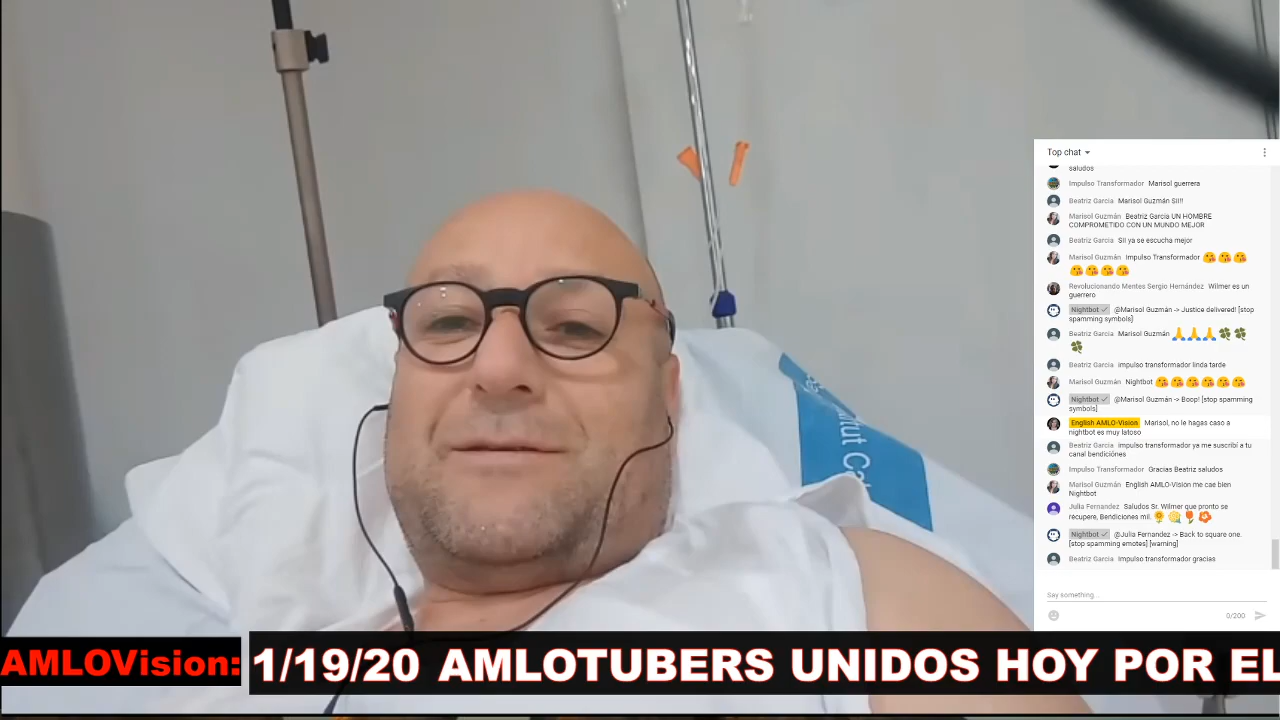 Top chat
saludos
Impulso Transformador Marisol guerrera
Beatriz Garcia Marisol Guzmán SII!!
Marisol Guzmán Beatriz Garcia UN HOMBRE
COMPROMETIDO CON UN MUNDO MEJOR
Beatriz Garcia SII ya se escucha mejor
Marisol Guzmán Impulso Transformador
Revolucionando Mentes Sergio Hernández Wilmer es un
guerrero
Nightbot @Marisol Guzmán -> Justice delivered! [stop
spamming symbols]
Beatriz Garcia Marisol Guzmán
Beatriz Garcia impulso transformador linda tarde
Marisol Guzmán Nightbot
Nightbot @Marisol Guzmán -> Boop! [stop spamming
symbols]
English AMLO-Vision Marisol, no le hagas caso a
nightbot es muy latoso
Beatriz Garcia impulso transformador ya me suscribí a tu
canal bendiciónes
Impulso Transformador Gracias Beatriz saludos
Marisol Guzmán English AMLO-Vision me cae bien
Nightbot
Julia Fernandez Saludos Sr. Wilmer que pronto se
recupere, Bendiciones mil.
Nightbot @Julia Fernandez -> Back to square one.
[stop spamming emotes] [warning]
Beatriz Garcia Impulso transformador gracias
Say something...
0/200
AMLOVision: 1/19/20 AMLOTUBERS UNIDOS HOY POR EL